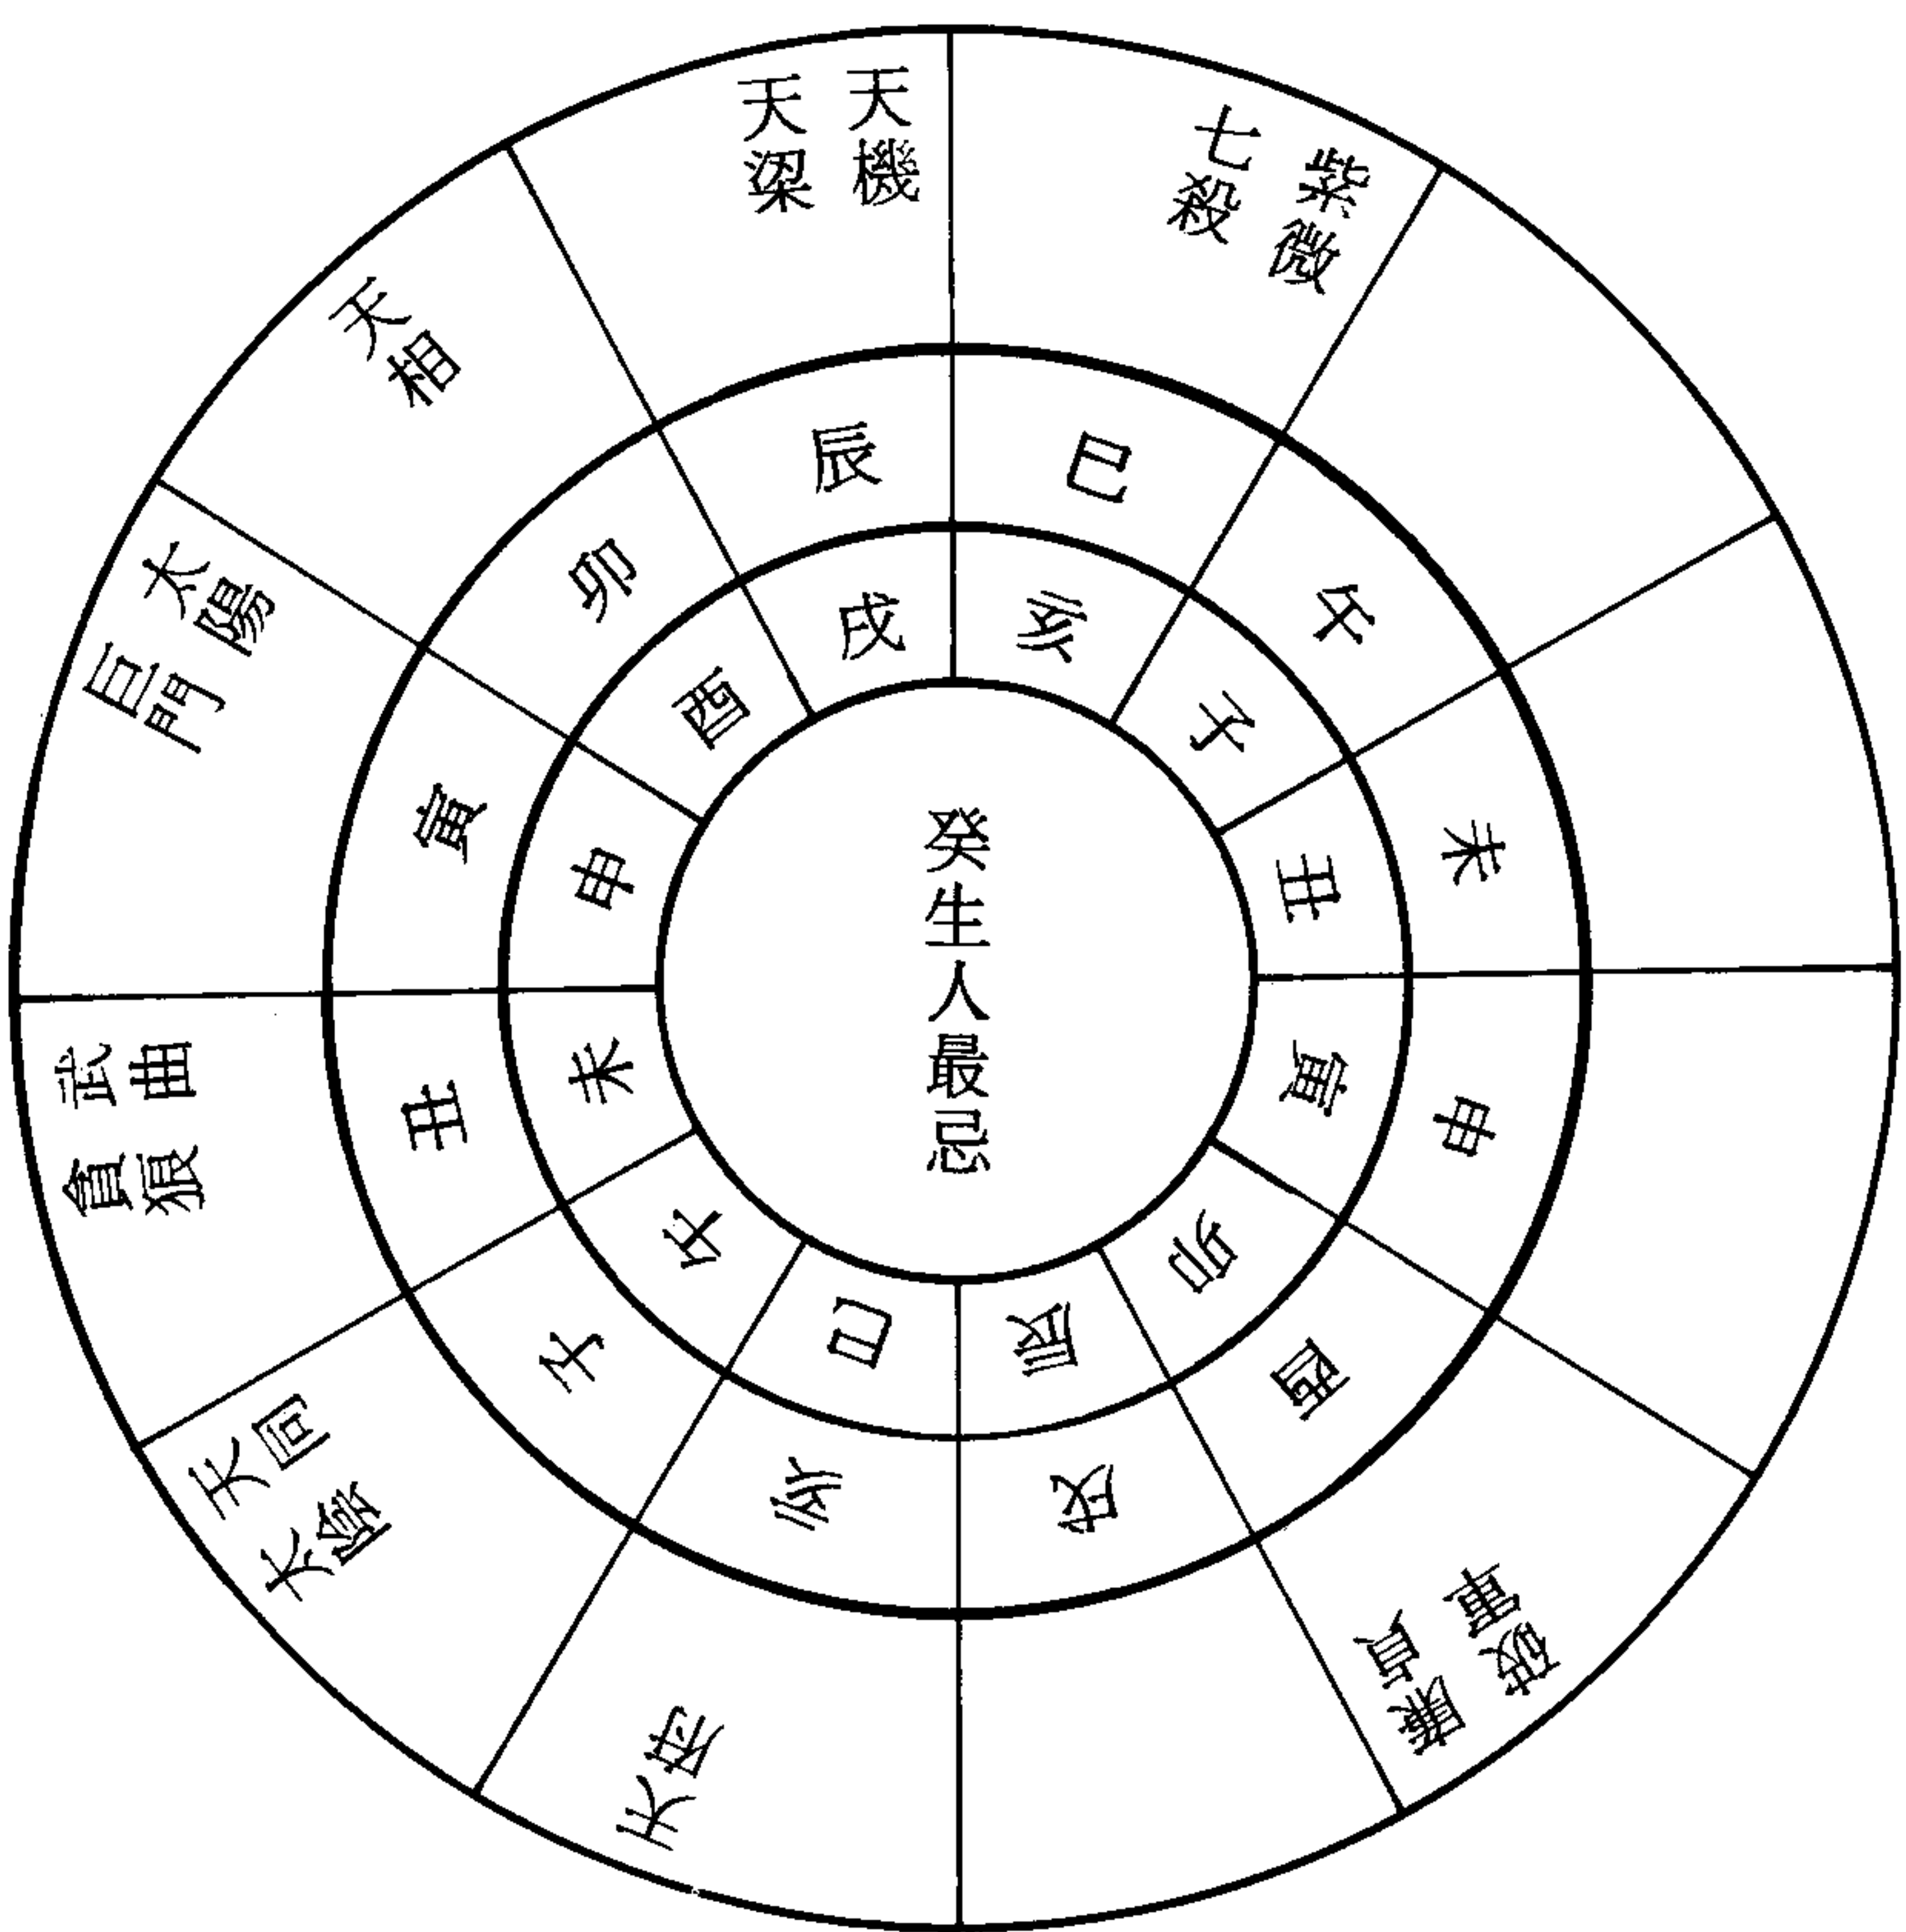 癸生人最忌
紫微
七殺
天機
天梁
天相
太陽
巨門
武曲
貪狼
天同
太陰
天府
廉貞
破軍
巳
午
未
申
酉
戌
亥
子
丑
寅
卯
辰
亥
子
丑
寅
卯
辰
巳
午
未
申
酉
戌